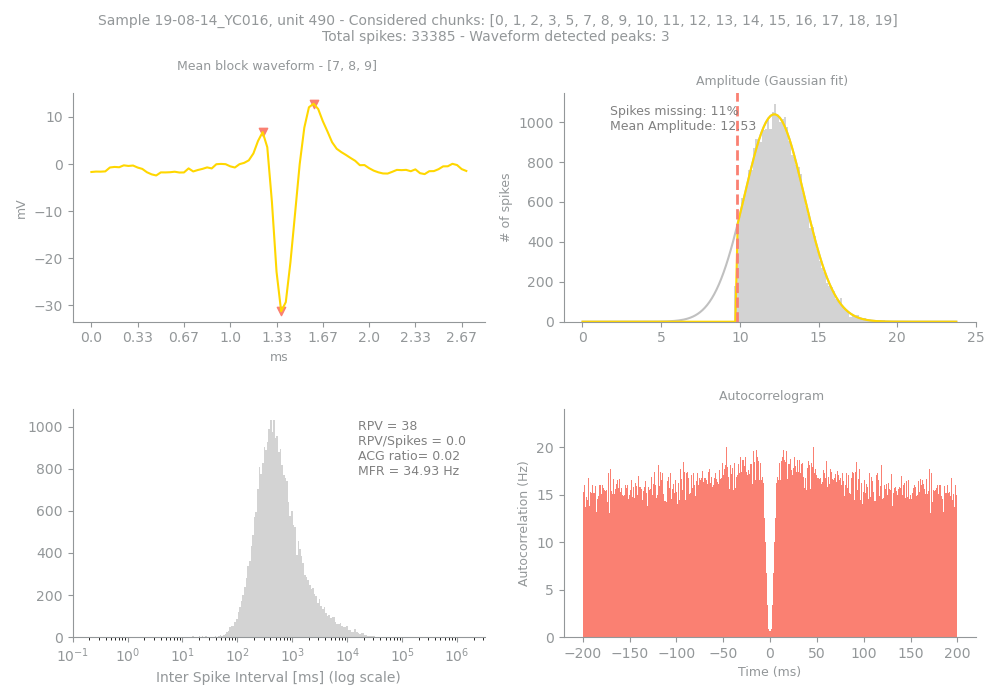 Sample 19-08-14_YC016, unit 490 - Considered chunks: [0, 1, 2, 3, 5, 7, 8, 9, 10, 11, 12, 13, 14, 15, 16, 17, 18, 19]
Total spikes: 33385 - Waveform detected peaks: 3
Mean block waveform - [7, 8, 9]
10
0
−10
−20
−30
mV
0.0 0.33 0.67 1.0 1.33 1.67 2.0 2.33 2.67
ms
Amplitude (Gaussian fit)
Spikes missing: 11%
Mean Amplitude: 12.53
1000
800
600
400
200
0
# of spikes
0 5 10 15 20 25
1000
800
600
400
200
0
RPV = 38
RPV/Spikes = 0.0
ACG ratio= 0.02
MFR = 34.93 Hz
10⁻¹ 10⁰ 10¹ 10² 10³ 10⁴ 10⁵ 10⁶
Inter Spike Interval [ms] (log scale)
Autocorrelogram
20
15
10
5
0
Autocorrelation (Hz)
−200 −150 −100 −50 0 50 100 150 200
Time (ms)